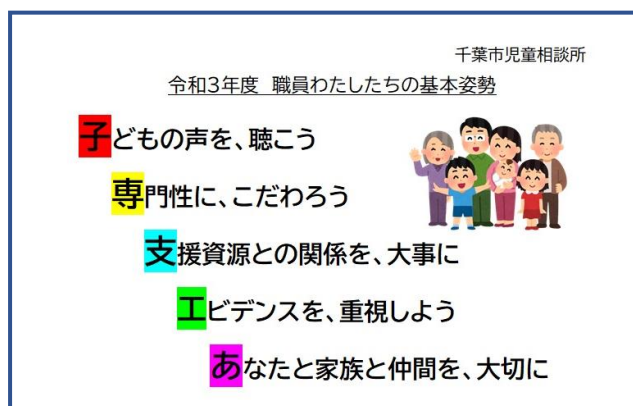 千葉市児童相談所
令和3年度 職員わたしたちの基本姿勢
子どもの声を、聴こう
専門性に、こだわろう
支援資源との関係を、大事に
エビデンスを、重視しよう
あなたと家族と仲間を、大切に